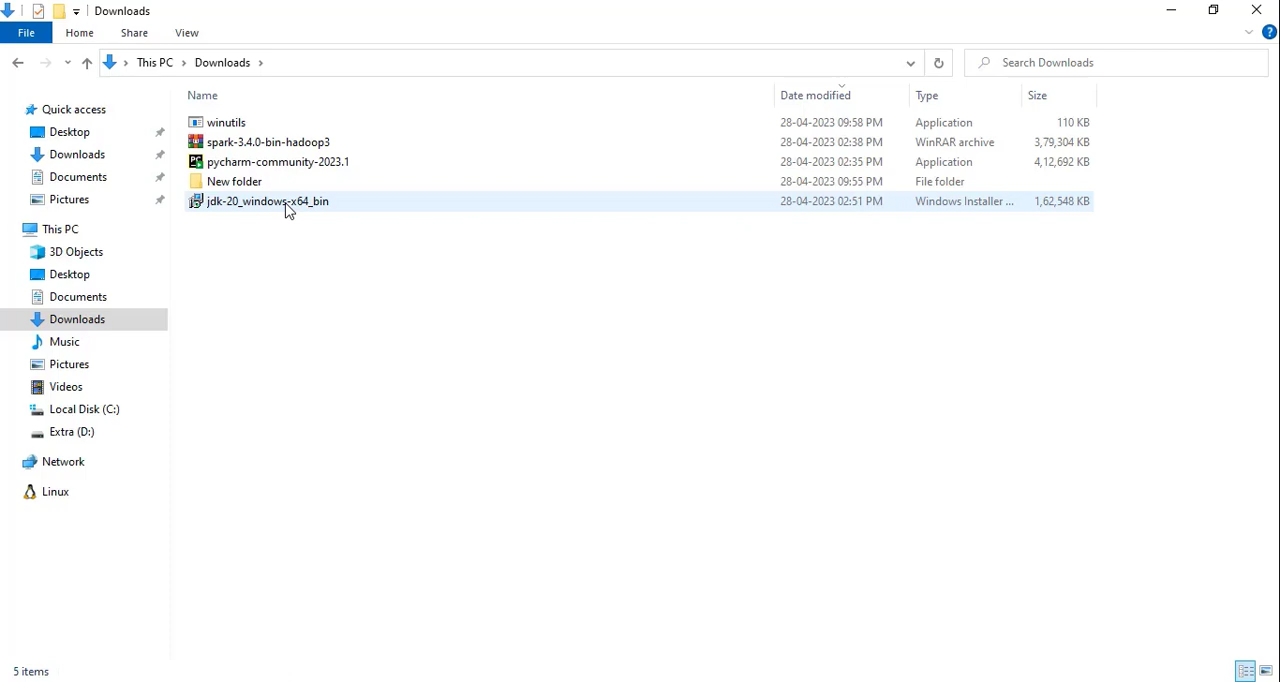 Downloads
File Home Share View
This PC Downloads Search Downloads
Name Date modified Type Size
Quick access
Desktop
Downloads
Documents
Pictures
This PC
3D Objects
Desktop
Documents
Downloads
Music
Pictures
Videos
Local Disk (C:)
Extra (D:)
Network
Linux
winutils 28-04-2023 09:58 PM Application 110 KB
spark-3.4.0-bin-hadoop3 28-04-2023 02:38 PM WinRAR archive 3,79,304 KB
pycharm-community-2023.1 28-04-2023 02:35 PM Application 4,12,692 KB
New folder 28-04-2023 09:55 PM File folder
jdk-20_windows-x64_bin 28-04-2023 02:51 PM Windows Installer ... 1,62,548 KB
5 items